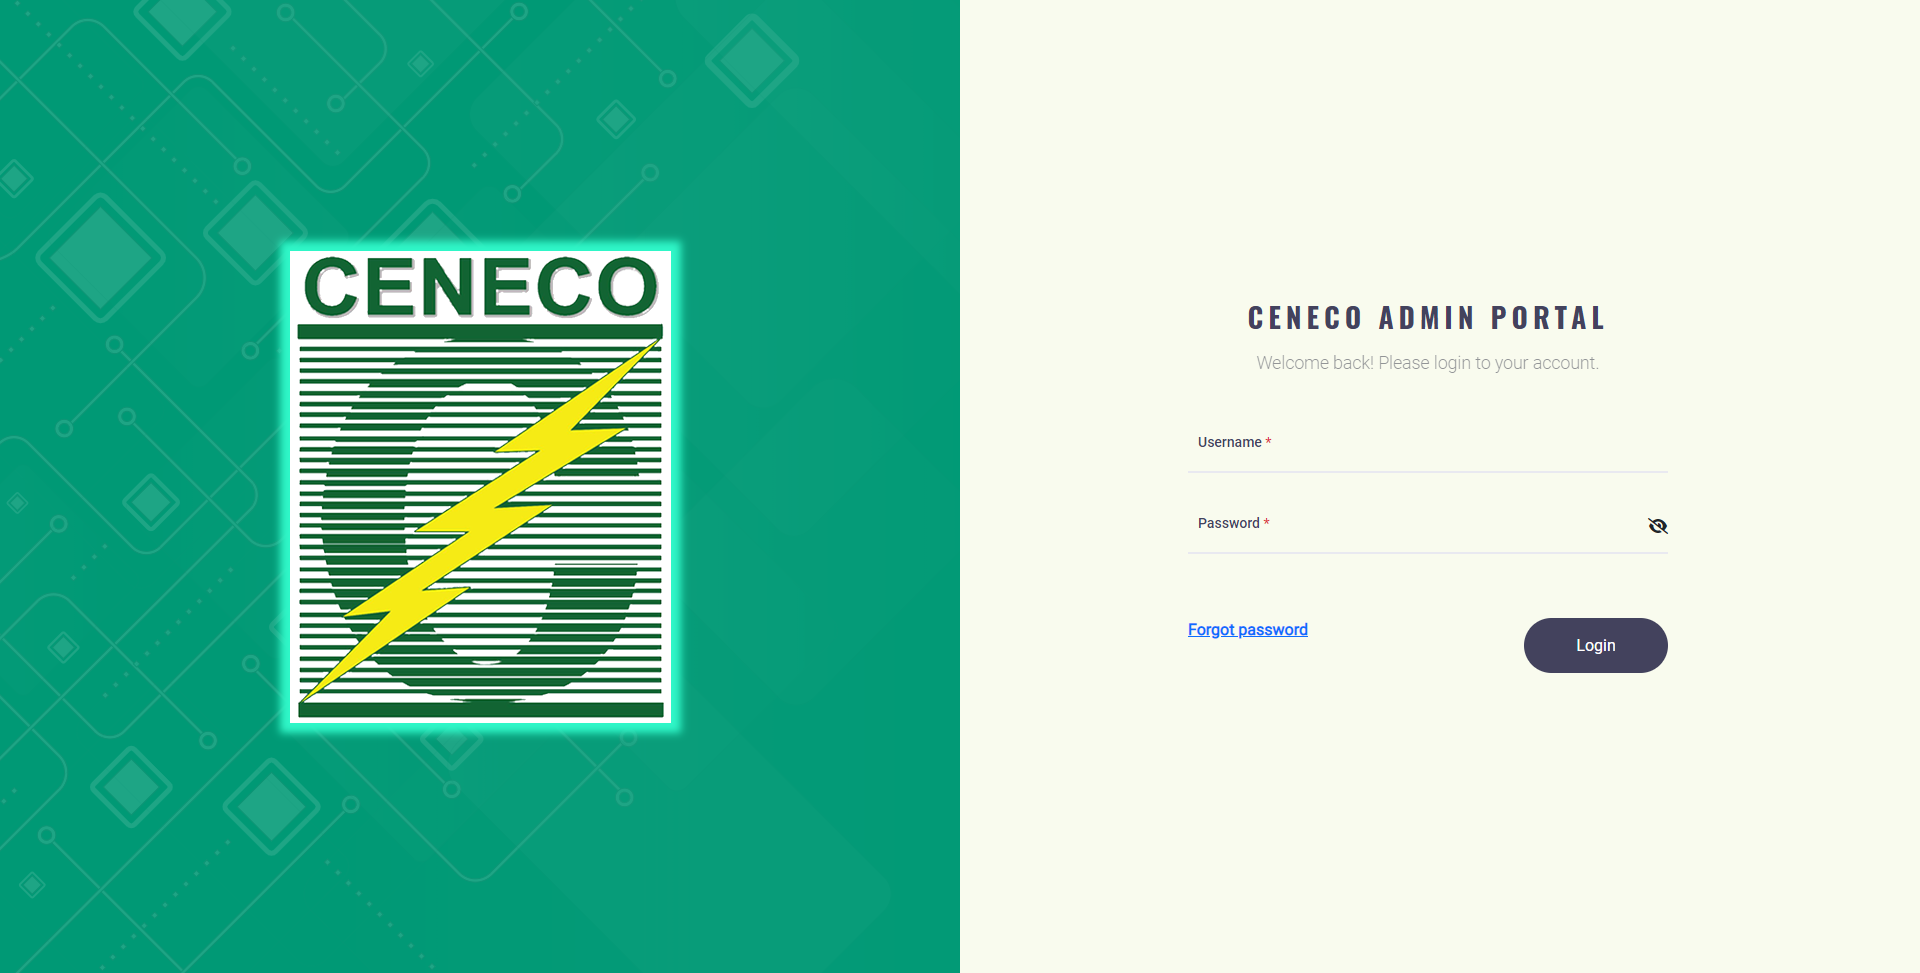 CENECO
CENECO ADMIN PORTAL
Welcome back! Please login to your account.
Username *
Password *
Forgot password
Login